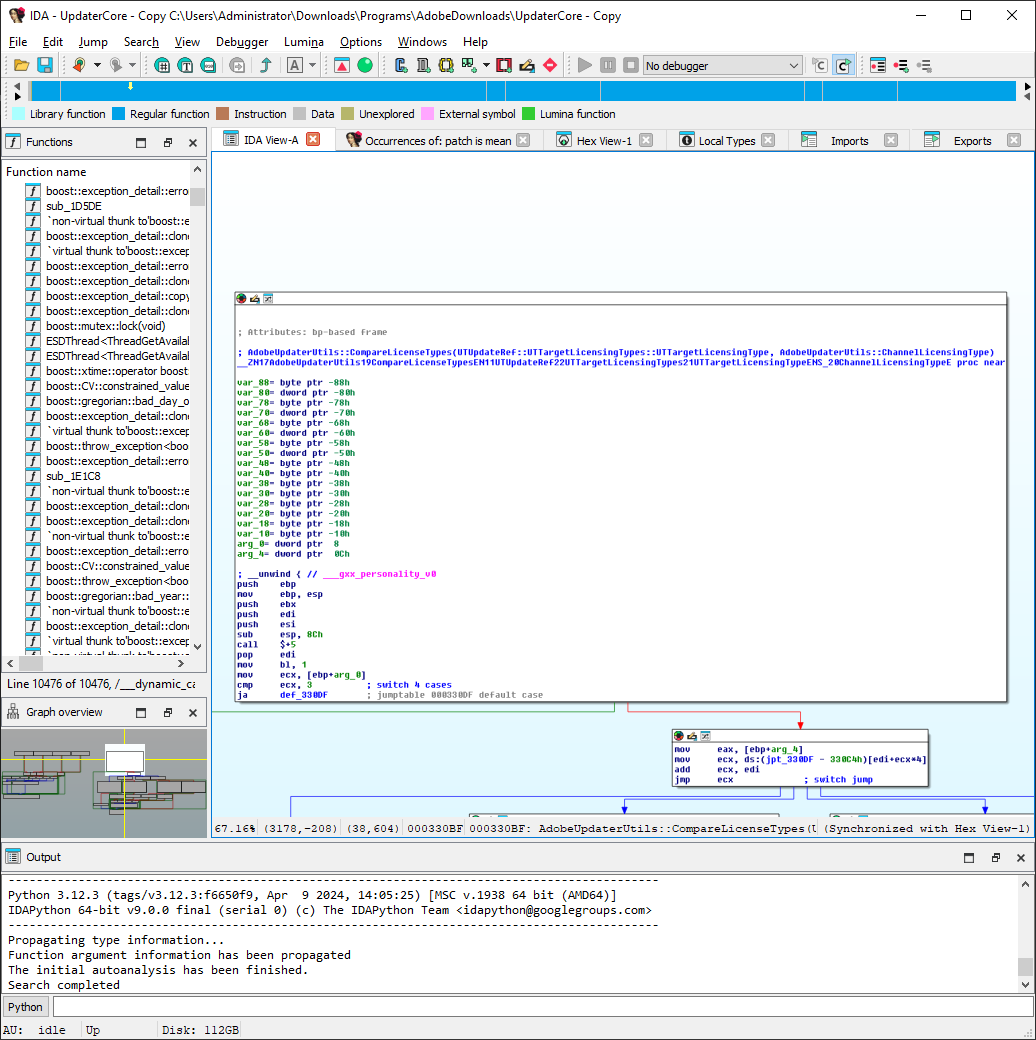 IDA - UpdaterCore - Copy C:\Users\Administrator\Downloads\Programs\AdobeDownloads\UpdaterCore - Copy
File Edit Jump Search View Debugger Lumina Options Windows Help
No debugger
Library function Regular function Instruction Data Unexplored External symbol Lumina function
Functions
IDA View-A Occurrences of: patch is mean Hex View-1 Local Types Imports Exports
Function name
boost::exception_detail::erro
sub_1D5DE
`non-virtual thunk to'boost::e
boost::exception_detail::clone
`virtual thunk to'boost::excep
boost::exception_detail::erro
boost::exception_detail::clone
boost::exception_detail::copy
boost::exception_detail::clone
boost::mutex::lock(void)
ESDThread<ThreadGetAvailal
ESDThread<ThreadGetAvailal
boost::xtime::operator boost:
boost::CV::constrained_value
boost::gregorian::bad_day_o
boost::exception_detail::clone
`virtual thunk to'boost::excep
boost::throw_exception<boo
boost::exception_detail::erro
sub_1E1C8
`non-virtual thunk to'boost::e
boost::exception_detail::clone
boost::exception_detail::clone
`non-virtual thunk to'boost::e
boost::exception_detail::erro
boost::CV::constrained_value
boost::throw_exception<boo
boost::gregorian::bad_year::
`non-virtual thunk to'boost::e
boost::exception_detail::clone
`virtual thunk to'boost::excep
Line 10476 of 10476, /___dynamic_ca
Graph overview
; Attributes: bp-based frame
; AdobeUpdaterUtils::CompareLicenseTypes(UTUpdateRef::UTTargetLicensingTypes::UTTargetLicensingType, AdobeUpdaterUtils::ChannelLicensingType)
__ZN17AdobeUpdaterUtils19CompareLicenseTypesEN11UTUpdateRef22UTTargetLicensingTypes21UTTargetLicensingTypeENS_20ChannelLicensingTypeE proc near
var_88= byte ptr -88h
var_80= dword ptr -80h
var_78= byte ptr -78h
var_70= dword ptr -70h
var_68= byte ptr -68h
var_60= dword ptr -60h
var_58= byte ptr -58h
var_50= dword ptr -50h
var_48= byte ptr -48h
var_40= byte ptr -40h
var_38= byte ptr -38h
var_30= byte ptr -30h
var_28= byte ptr -28h
var_20= byte ptr -20h
var_18= byte ptr -18h
var_10= byte ptr -10h
arg_0= dword ptr 8
arg_4= dword ptr 0Ch
; __unwind { // ___gxx_personality_v0
push ebp
mov ebp, esp
push ebx
push edi
push esi
sub esp, 8Ch
call $+5
pop edi
mov bl, 1
mov ecx, [ebp+arg_0]
cmp ecx, 3 ; switch 4 cases
ja def_330DF ; jumptable 000330DF default case
mov eax, [ebp+arg_4]
mov ecx, ds:(jpt_330DF - 330C4h)[edi+ecx*4]
add ecx, edi
jmp ecx ; switch jump
67.16% (3178,-208) (38,604) 000330BF 000330BF: AdobeUpdaterUtils::CompareLicenseTypes(U (Synchronized with Hex View-1)
Output
Python 3.12.3 (tags/v3.12.3:f6650f9, Apr 9 2024, 14:05:25) [MSC v.1938 64 bit (AMD64)]
IDAPython 64-bit v9.0.0 final (serial 0) (c) The IDAPython Team <idapython@googlegroups.com>
Propagating type information...
Function argument information has been propagated
The initial autoanalysis has been finished.
Search completed
Python
AU: idle Up Disk: 112GB